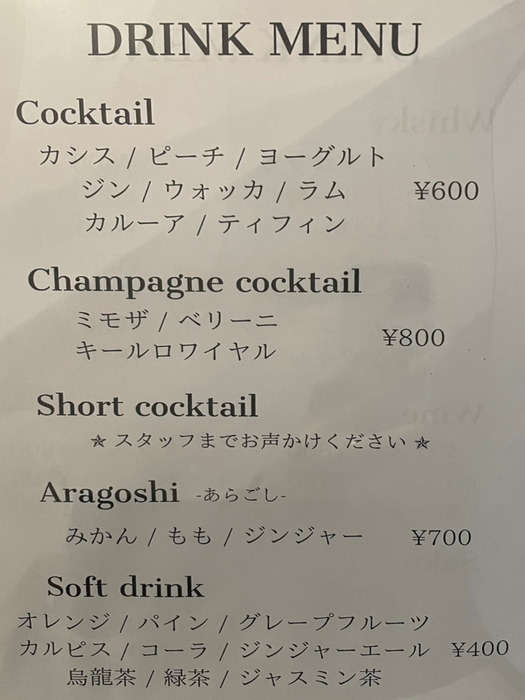 DRINK MENU
Cocktail
カシス / ピーチ / ヨーグルト
ジン / ウォッカ / ラム ¥600
カルーア / ティフィン
Champagne cocktail
ミモザ / ベリーニ
キールロワイヤル ¥800
Short cocktail
★ スタッフまでお声かけください ★
Aragoshi -あらごし-
みかん / もも / ジンジャー ¥700
Soft drink
オレンジ / パイン / グレープフルーツ
カルピス / コーラ / ジンジャーエール ¥400
烏龍茶 / 緑茶 / ジャスミン茶